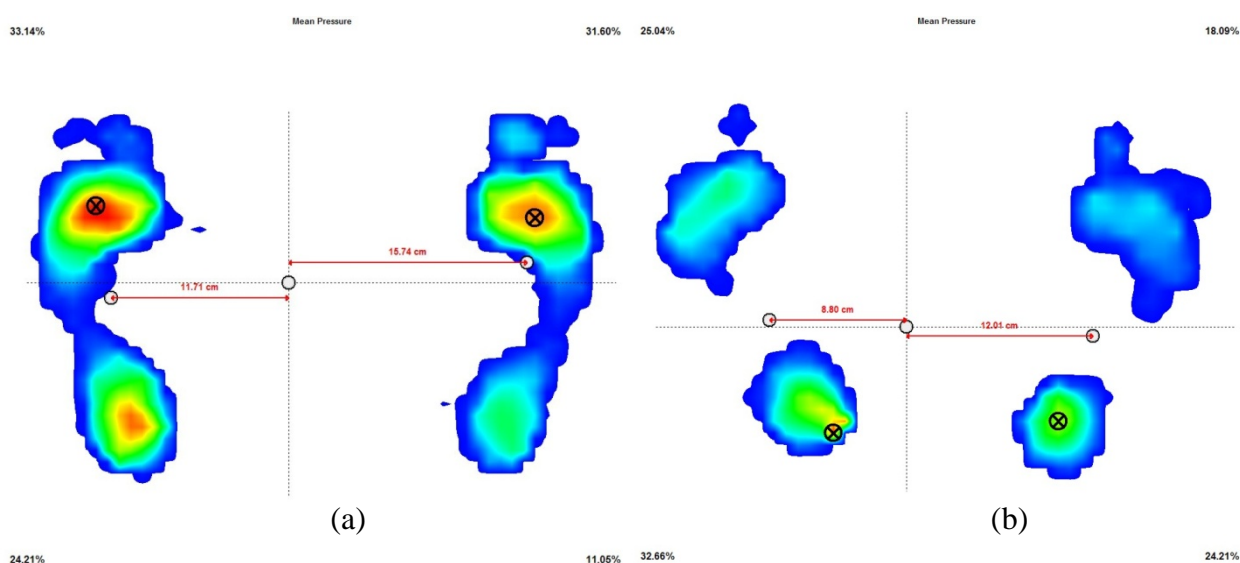 Mean Pressure
33.14%
31.60%
15.74 cm
11.71 cm
(a)
24.21%
11.05%
Mean Pressure
25.04%
18.09%
8.80 cm
12.01 cm
(b)
32.66%
24.21%